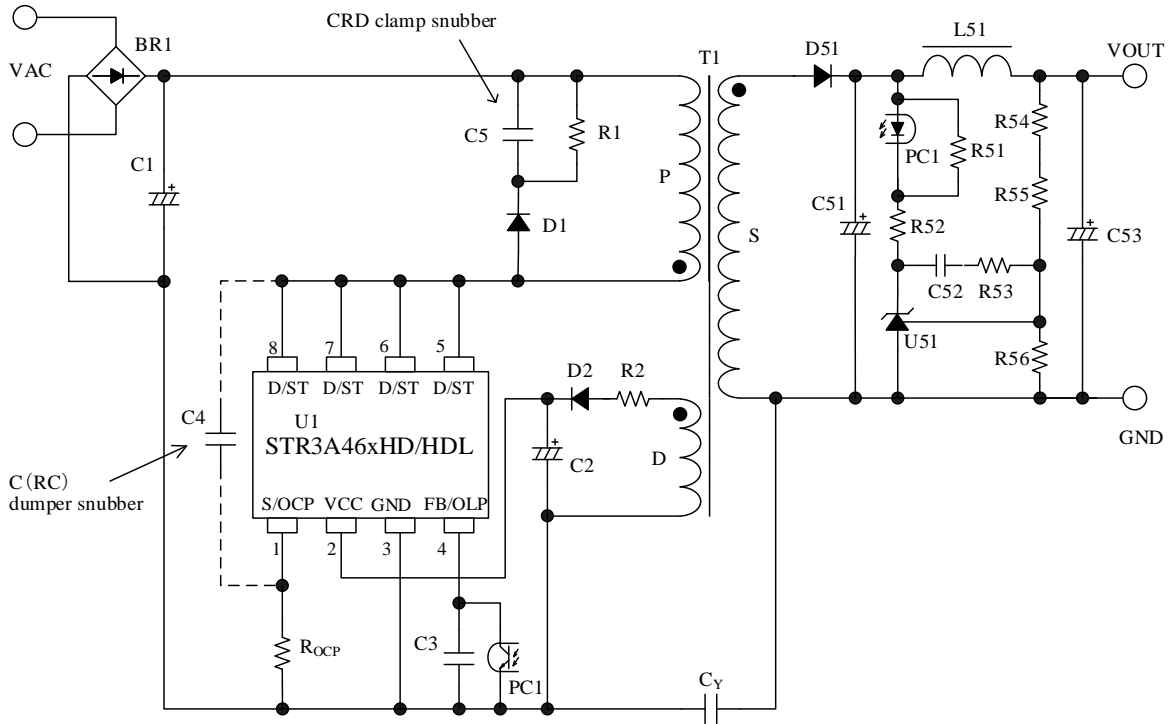 CRD clamp snubber
BR1
VAC
C1
C5
R1
D1
T1
P
S
D51
L51
VOUT
PC1
R51
R54
R55
C51
R52
C53
C52
R53
U51
R56
GND
8
7
6
5
D/ST
D/ST
D/ST
D/ST
U1
STR3A46xHD/HDL
S/OCP
VCC
GND
FB/OLP
1
2
3
4
C4
C(RC)
dumper snubber
D2
R2
C2
D
ROCP
C3
PC1
CY